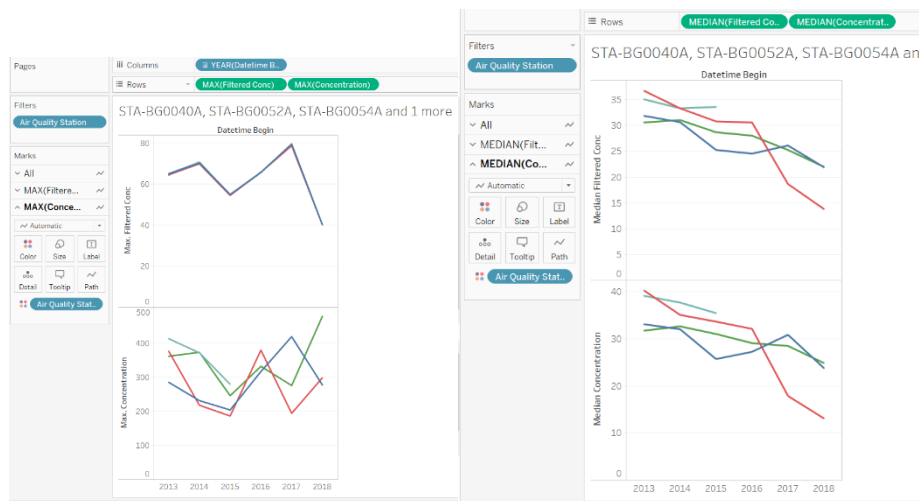 Pages
Columns
YEAR(Datetime B..
Rows
MAX(Filtered Conc)
MAX(Concentration)
Filters
Air Quality Station
STA-BG0040A, STA-BG0052A, STA-BG0054A and 1 more
Datetime Begin
Marks
All
MAX(Filtere...
MAX(Conce...
Automatic
Color
Size
Label
Detail
Tooltip
Path
Air Quality Stat..
Max. Filtered Conc
80
60
40
20
0
Max. Concentration
500
400
300
200
100
0
2013 2014 2015 2016 2017 2018
Rows
MEDIAN(Filtered Co..
MEDIAN(Concentrat..
Filters
Air Quality Station
STA-BG0040A, STA-BG0052A, STA-BG0054A an
Datetime Begin
Marks
All
MEDIAN(Filt...
MEDIAN(Co...
Automatic
Color
Size
Label
Detail
Tooltip
Path
Air Quality Stat..
Median Filtered Conc
35
30
25
20
15
10
5
0
Median Concentration
40
30
20
10
0
2013 2014 2015 2016 2017 2018